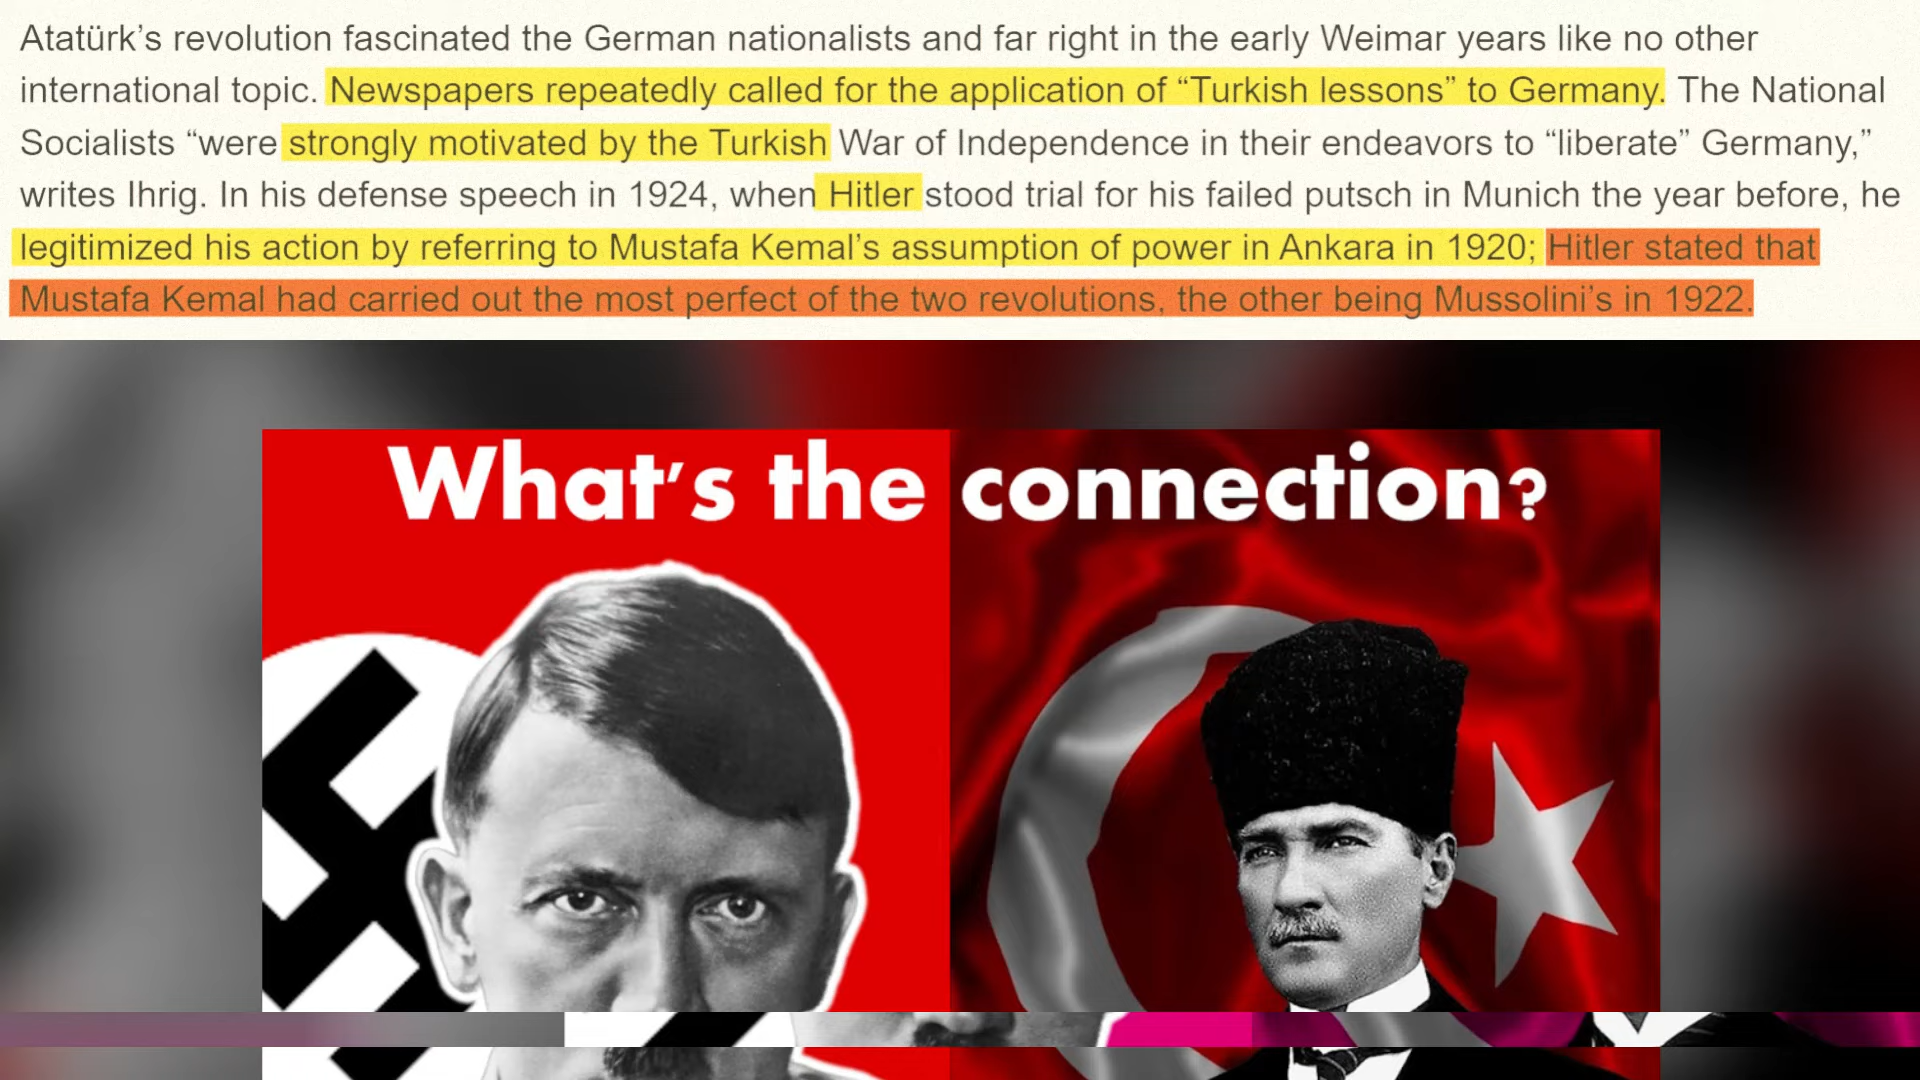 Atatürk’s revolution fascinated the German nationalists and far right in the early Weimar years like no other
international topic. Newspapers repeatedly called for the application of “Turkish lessons” to Germany. The National
Socialists “were strongly motivated by the Turkish War of Independence in their endeavors to “liberate” Germany,”
writes Ihrig. In his defense speech in 1924, when Hitler stood trial for his failed putsch in Munich the year before, he
legitimized his action by referring to Mustafa Kemal’s assumption of power in Ankara in 1920; Hitler stated that
Mustafa Kemal had carried out the most perfect of the two revolutions, the other being Mussolini’s in 1922.
What’s the connection?